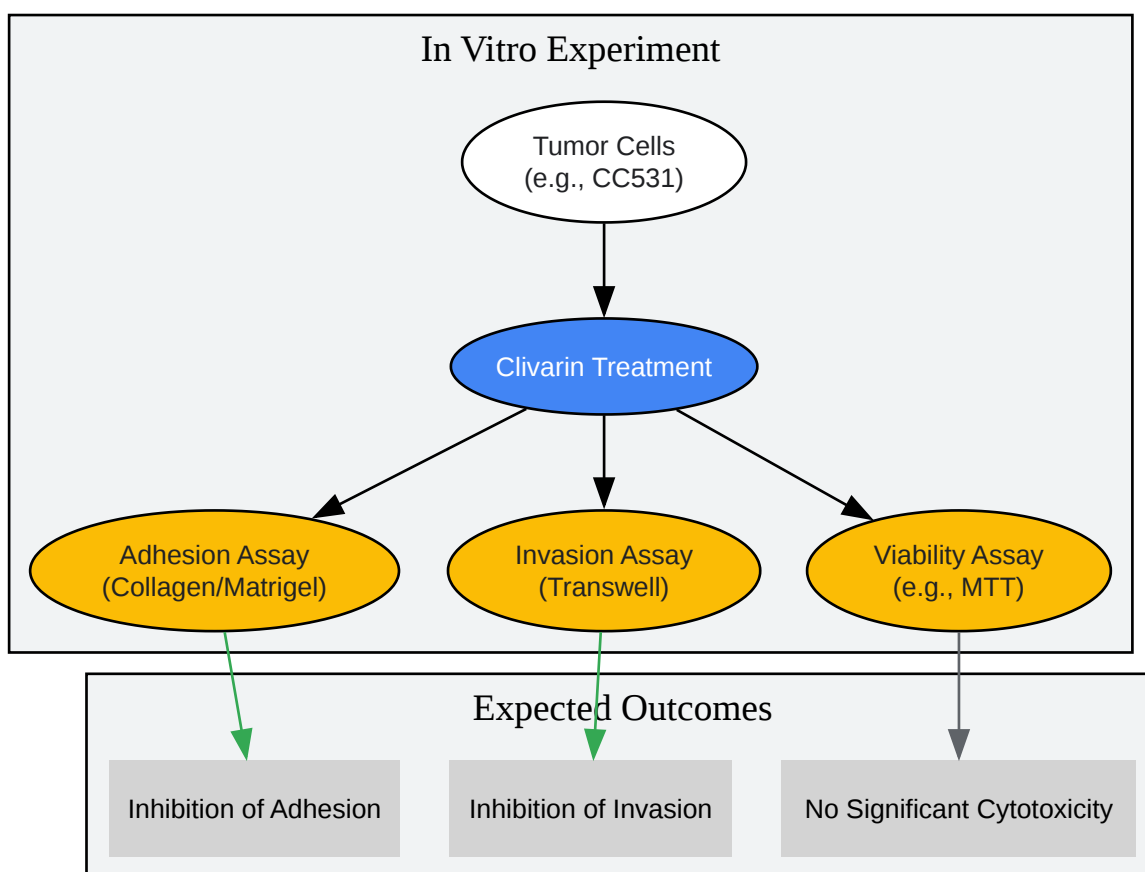 In Vitro Experiment
Tumor Cells
(e.g., CC531)
Clivarin Treatment
Adhesion Assay
(Collagen/Matrigel)
Invasion Assay
(Transwell)
Viability Assay
(e.g., MTT)
Expected Outcomes
Inhibition of Adhesion
Inhibition of Invasion
No Significant Cytotoxicity